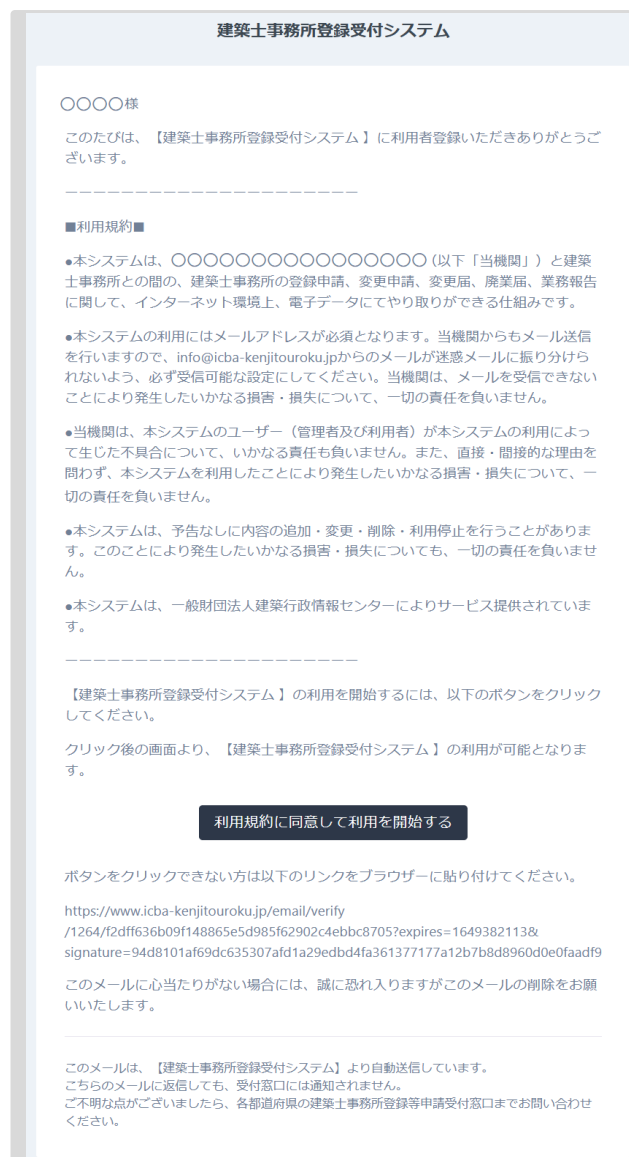 建築士事務所登録受付システム
〇〇〇〇様
このたびは、【建築士事務所登録受付システム 】に利用者登録いただきありがとうご
ざいます。
ーーーーーーーーーーーーーーーーーーーーー
■利用規約■
●本システムは、〇〇〇〇〇〇〇〇〇〇〇〇〇〇〇〇(以下「当機関」）と建築
士事務所との間の、建築士事務所の登録申請、変更申請、変更届、廃業届、業務報告
に関して、インターネット環境上、電子データにてやり取りができる仕組みです。
●本システムの利用にはメールアドレスが必須となります。当機関からもメール送信
を行いますので、info@icba-kenjitouroku.jpからのメールが迷惑メールに振り分けら
れないよう、必ず受信可能な設定にしてください。当機関は、メールを受信できない
ことにより発生したいかなる損害・損失について、一切の責任を負いません。
●当機関は、本システムのユーザー（管理者及び利用者）が本システムの利用によっ
て生じた不具合について、いかなる責任も負いません。また、直接・間接的な理由を
問わず、本システムを利用したことにより発生したいかなる損害・損失について、一
切の責任を負いません。
●本システムは、予告なしに内容の追加・変更・削除・利用停止を行うことがありま
す。このことにより発生したいかなる損害・損失についても、一切の責任を負いませ
ん。
●本システムは、一般財団法人建築行政情報センターによりサービス提供されていま
す。
ーーーーーーーーーーーーーーーーーーーーー
【建築士事務所登録受付システム 】の利用を開始するには、以下のボタンをクリック
してください。
クリック後の画面より、【建築士事務所登録受付システム 】の利用が可能となりま
す。
利用規約に同意して利用を開始する
ボタンをクリックできない方は以下のリンクをブラウザーに貼り付けてください。
https://www.icba-kenjitouroku.jp/email/verify
/1264/f2dff636b09f148865e5d985f62902c4ebbc8705?expires=1649382113&
signature=94d8101af69dc635307afd1a29edbd4fa361377177a12b7b8d8960d0e0faadf9
このメールに心当たりがない場合には、誠に恐れ入りますがこのメールの削除をお願
いいたします。
このメールは、【建築士事務所登録受付システム】より自動送信しています。
こちらのメールに返信しても、受付窓口には通知されません。
ご不明な点がございましたら、各都道府県の建築士事務所登録等申請受付窓口までお問い合わせ
ください。